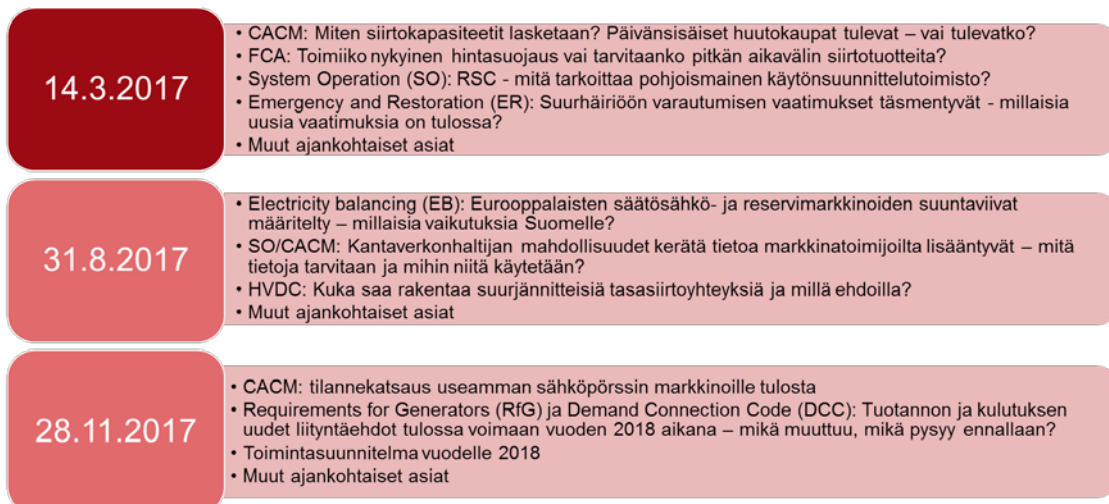 14.3.2017
• CACM: Miten siirtokapasiteetit lasketaan? Päivänsisäiset huutokaupat tulevat – vai tulevatko?
• FCA: Toimiiko nykyinen hintasuojaus vai tarvitaanko pitkän aikavälin siirtotuotteita?
• System Operation (SO): RSC - mitä tarkoittaa pohjoismainen käytönsuunnittelutoimisto?
• Emergency and Restoration (ER): Suurhäiriöön varautumisen vaatimukset täsmentyvät - millaisia
uusia vaatimuksia on tulossa?
• Muut ajankohtaiset asiat
31.8.2017
• Electricity balancing (EB): Eurooppalaisten säätösähkö- ja reservimarkkinoiden suuntaviivat
määritelty – millaisia vaikutuksia Suomelle?
• SO/CACM: Kantaverkonhaltijan mahdollisuudet kerätä tietoa markkinatoimijoilta lisääntyvät – mitä
tietoja tarvitaan ja mihin niitä käytetään?
• HVDC: Kuka saa rakentaa suurjännitteisiä tasasiirtoyhteyksiä ja millä ehdoilla?
• Muut ajankohtaiset asiat
28.11.2017
• CACM: tilannekatsaus useamman sähköpörssin markkinoille tulosta
• Requirements for Generators (RfG) ja Demand Connection Code (DCC): Tuotannon ja kulutuksen
uudet liityntäehdot tulossa voimaan vuoden 2018 aikana – mikä muuttuu, mikä pysyy ennallaan?
• Toimintasuunnitelma vuodelle 2018
• Muut ajankohtaiset asiat